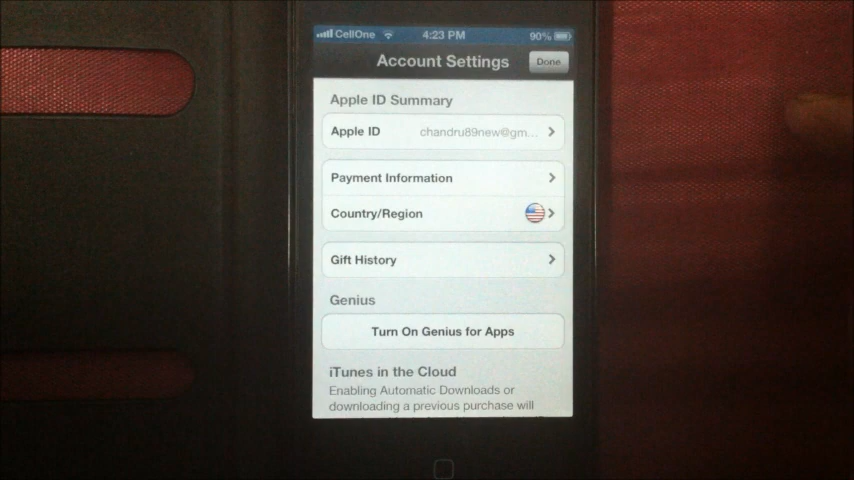 CellOne 4:23 PM 90%
Account Settings Done
Apple ID Summary
Apple ID chandru89new@gm...
Payment Information
Country/Region
Gift History
Genius
Turn On Genius for Apps
iTunes in the Cloud
Enabling Automatic Downloads or
downloading a previous purchase will